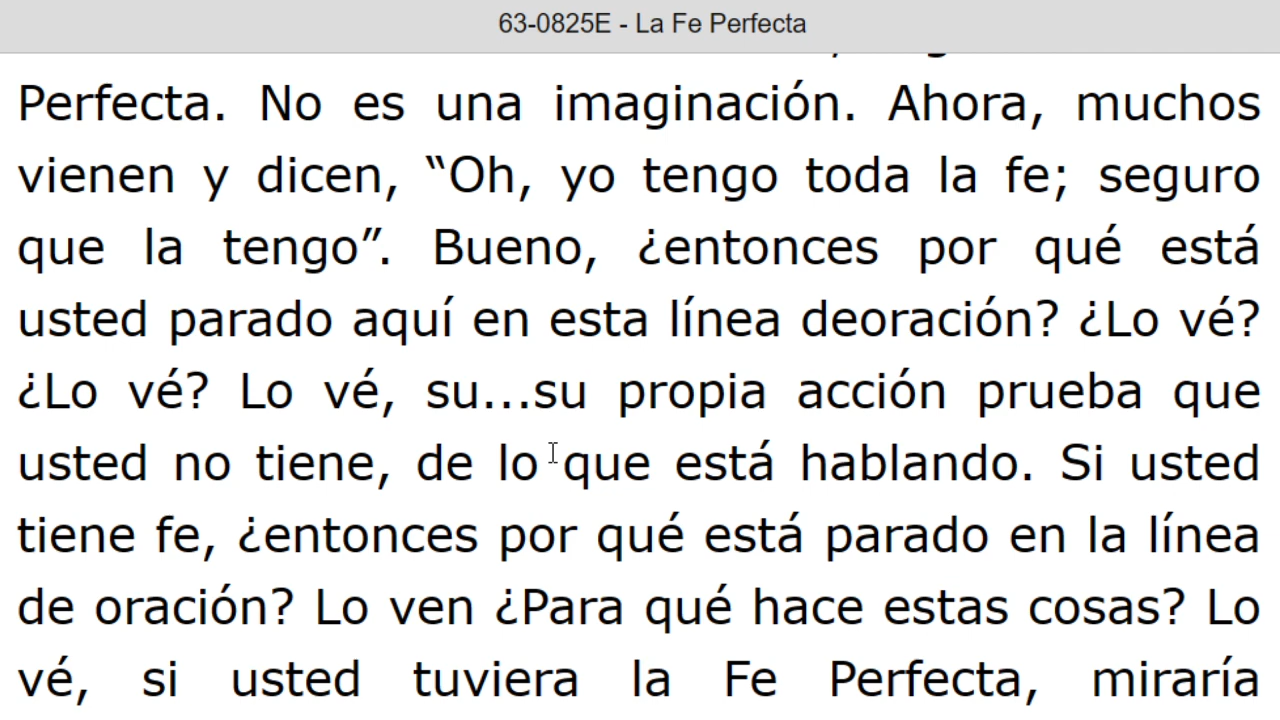 63-0825E - La Fe Perfecta
Perfecta. No es una imaginación. Ahora, muchos
vienen y dicen, “Oh, yo tengo toda la fe; seguro
que la tengo”. Bueno, ¿entonces por qué está
usted parado aquí en esta línea deoración? ¿Lo vé?
¿Lo vé? Lo vé, su...su propia acción prueba que
usted no tiene, de lo que está hablando. Si usted
tiene fe, ¿entonces por qué está parado en la línea
de oración? Lo ven ¿Para qué hace estas cosas? Lo
vé, si usted tuviera la Fe Perfecta, miraría